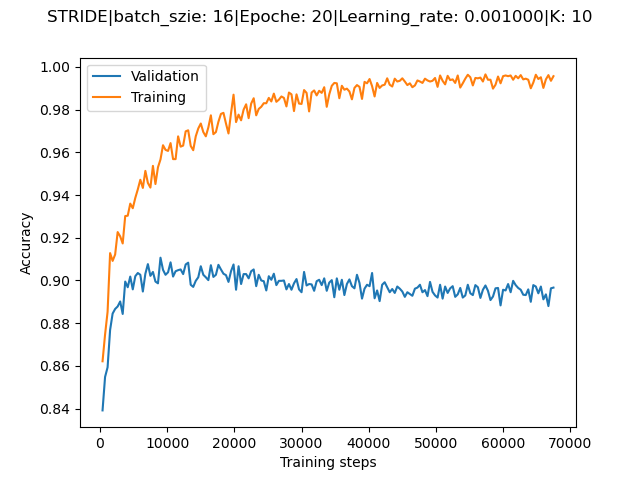 STRIDE|batch_szie: 16|Epoche: 20|Learning_rate: 0.001000|K: 10
1.00
0.98
0.96
0.94
0.92
0.90
0.88
0.86
0.84
Accuracy
Validation
Training
0 10000 20000 30000 40000 50000 60000 70000
Training steps